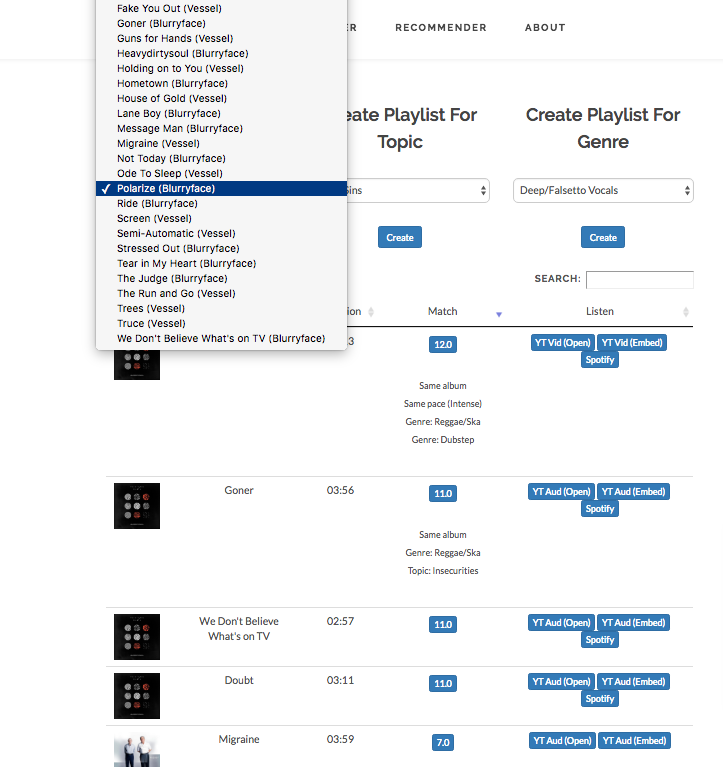 Fake You Out (Vessel)
Goner (Blurryface)
Guns for Hands (Vessel)
Heavydirtysoul (Blurryface)
Holding on to You (Vessel)
Hometown (Blurryface)
House of Gold (Vessel)
Lane Boy (Blurryface)
Message Man (Blurryface)
Migraine (Vessel)
Not Today (Blurryface)
Ode To Sleep (Vessel)
✓ Polarize (Blurryface)
Ride (Blurryface)
Screen (Vessel)
Semi-Automatic (Vessel)
Stressed Out (Blurryface)
Tear in My Heart (Blurryface)
The Judge (Blurryface)
The Run and Go (Vessel)
Trees (Vessel)
Truce (Vessel)
We Don't Believe What's on TV (Blurryface)
ER RECOMMENDER ABOUT
eate Playlist For
Topic
Create Playlist For
Genre
Sins
Deep/Falsetto Vocals
Create
Create
SEARCH:
ion Match Listen
3 12.0 YT Vid (Open) YT Vid (Embed)
Spotify
Same album
Same pace (Intense)
Genre: Reggae/Ska
Genre: Dubstep
Goner 03:56 11.0 YT Aud (Open) YT Aud (Embed)
Spotify
Same album
Genre: Reggae/Ska
Topic: Insecurities
We Don't Believe 02:57 11.0 YT Aud (Open) YT Aud (Embed)
What's on TV Spotify
Doubt 03:11 11.0 YT Aud (Open) YT Aud (Embed)
Spotify
Migraine 03:59 7.0 YT Aud (Open) YT Aud (Embed)